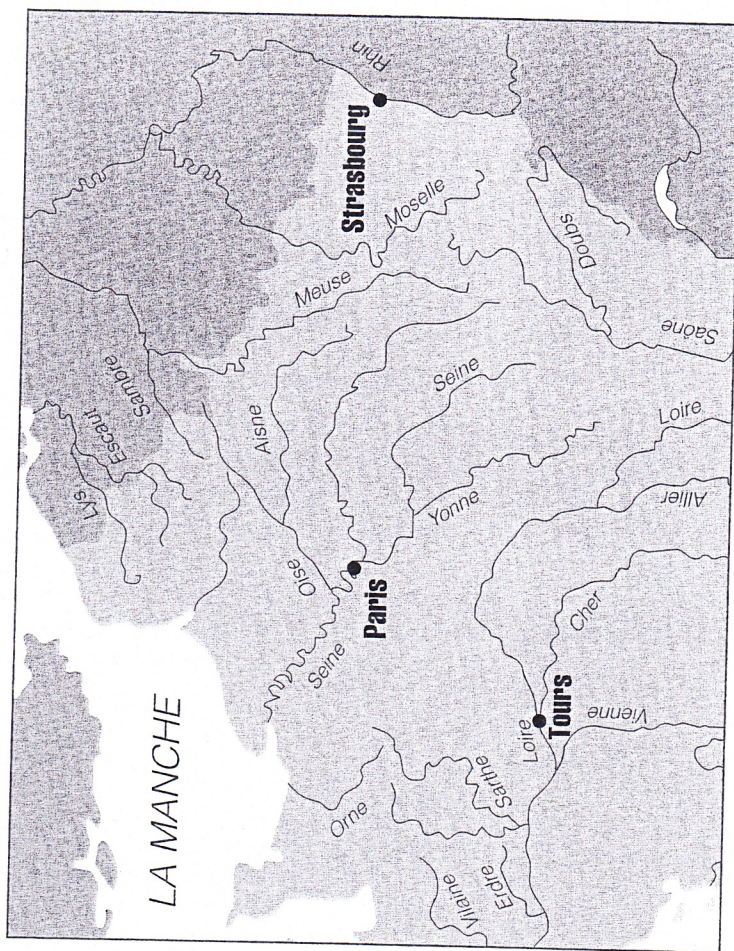 LA MANCHE
Lys
Escaut
Sambre
Meuse
Moselle
Rhin
Strasbourg
Oise
Aisne
Seine
Seine
Paris
Yonne
Doubs
Saône
Orne
Sarthe
Vilaine
Erdre
Loire
Tours
Cher
Vienne
Allier
Loire